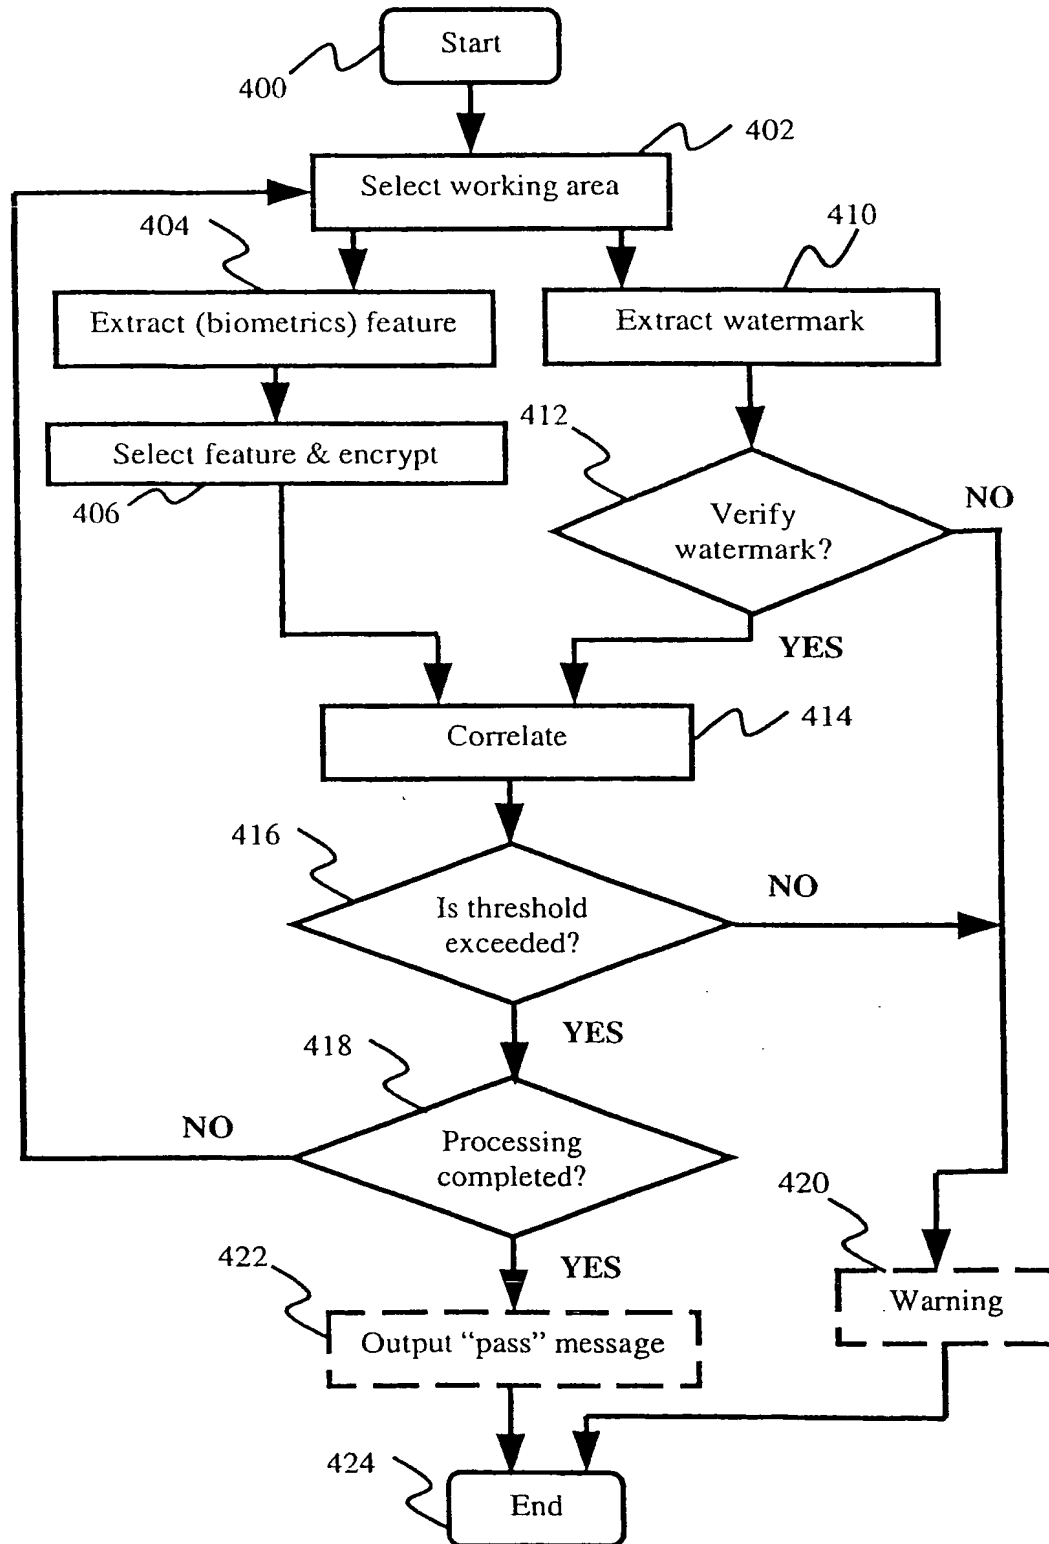 Start
400
402
Select working area
404
410
Extract (biometrics) feature
Extract watermark
412
Select feature & encrypt
406
NO
Verify
watermark?
YES
Correlate
414
416
NO
Is threshold
exceeded?
YES
418
NO
Processing
completed?
420
422
YES
Warning
Output “pass” message
424
End